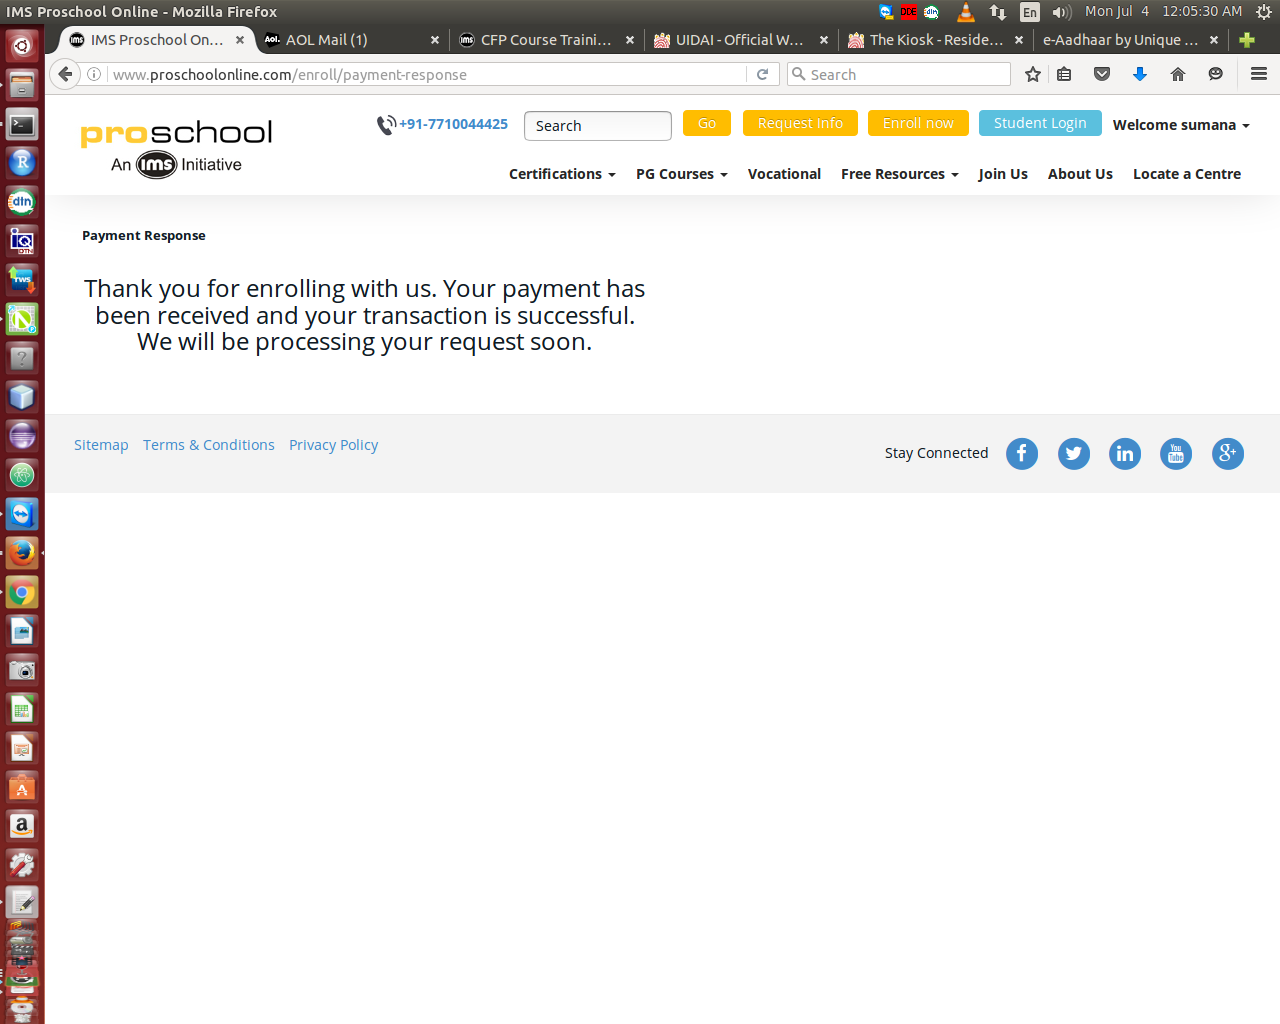 IMS Proschool Online - Mozilla Firefox
En
Mon Jul 4 12:05:30 AM
IMS Proschool On...
AOL Mail (1)
CFP Course Traini...
UIDAI - Official W...
The Kiosk - Reside...
e-Aadhaar by Unique ...
www.proschoolonline.com/enroll/payment-response
Search
proschool
An ims Initiative
+91-7710044425
Search
Go
Request Info
Enroll now
Student Login
Welcome sumana
Certifications
PG Courses
Vocational
Free Resources
Join Us
About Us
Locate a Centre
Payment Response
Thank you for enrolling with us. Your payment has
been received and your transaction is successful.
We will be processing your request soon.
Sitemap
Terms & Conditions
Privacy Policy
Stay Connected